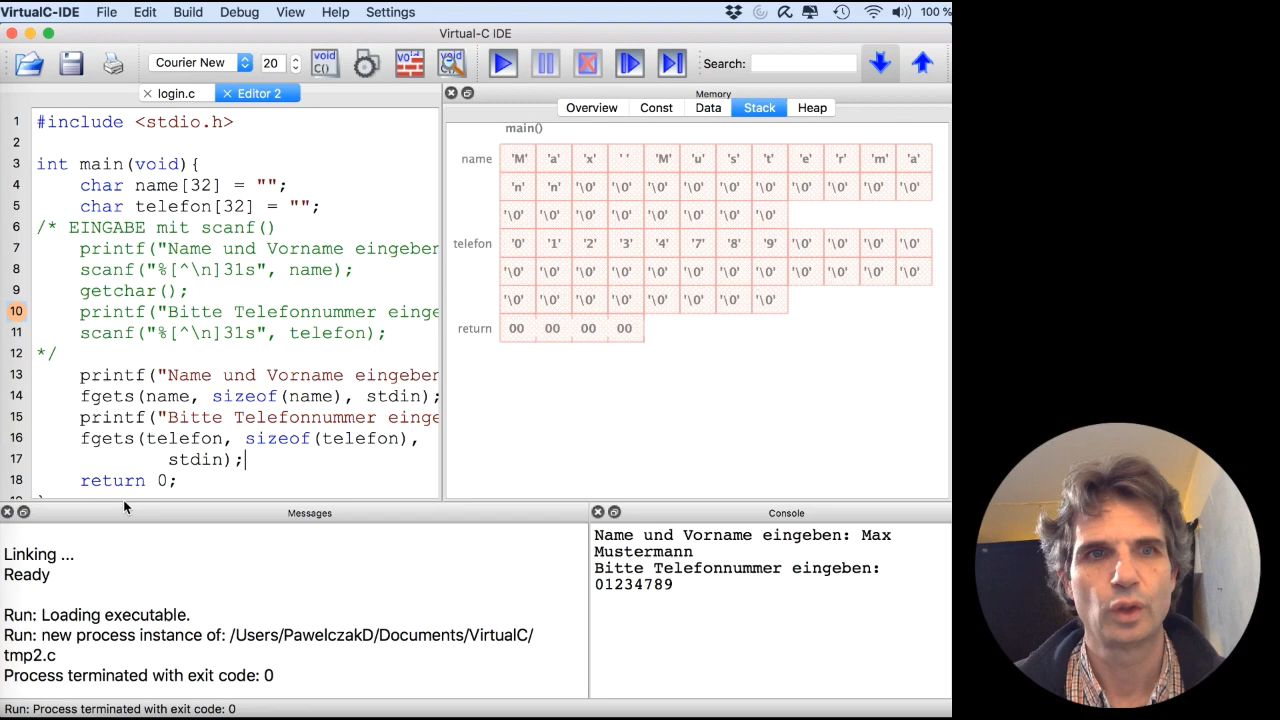 VirtualC-IDE File Edit Build Debug View Help Settings 100 %
Virtual-C IDE
Courier New 20 Search:
login.c Editor 2
Memory
Overview Const Data Stack Heap
1 #include <stdio.h>
2
3 int main(void){
4 char name[32] = "";
5 char telefon[32] = "";
6 /* EINGABE mit scanf()
7 printf("Name und Vorname eingeben
8 scanf("%[^\n]31s", name);
9 getchar();
10 printf("Bitte Telefonnummer einge
11 scanf("%[^\n]31s", telefon);
12 */
13 printf("Name und Vorname eingeben
14 fgets(name, sizeof(name), stdin);
15 printf("Bitte Telefonnummer einge
16 fgets(telefon, sizeof(telefon),
17 stdin);
18 return 0;
main()
name 'M' 'a' 'x' ' ' 'M' 'u' 's' 't' 'e' 'r' 'm' 'a'
'n' 'n' '\0' '\0' '\0' '\0' '\0' '\0' '\0' '\0' '\0' '\0'
'\0' '\0' '\0' '\0' '\0' '\0' '\0' '\0'
telefon '0' '1' '2' '3' '4' '7' '8' '9' '\0' '\0' '\0' '\0'
'\0' '\0' '\0' '\0' '\0' '\0' '\0' '\0' '\0' '\0' '\0' '\0'
'\0' '\0' '\0' '\0' '\0' '\0' '\0' '\0'
return 00 00 00 00
Messages
Linking ...
Ready
Run: Loading executable.
Run: new process instance of: /Users/PawelczakD/Documents/VirtualC/
tmp2.c
Process terminated with exit code: 0
Console
Name und Vorname eingeben: Max
Mustermann
Bitte Telefonnummer eingeben:
01234789
Run: Process terminated with exit code: 0